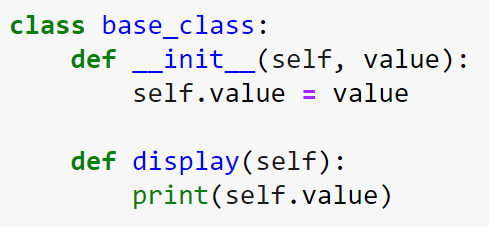 class base_class:
    def __init__(self, value):
        self.value = value

    def display(self):
        print(self.value)